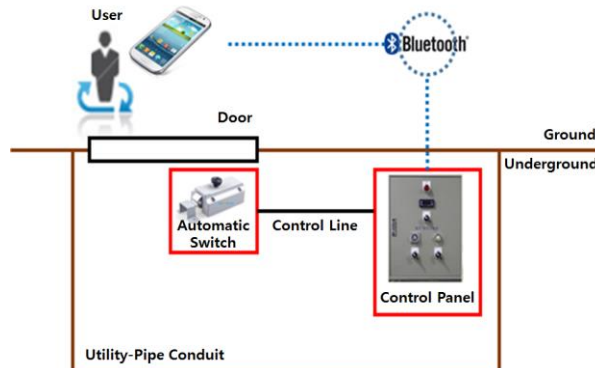 User
Bluetooth
Door
Ground
Underground
Automatic
Switch
Control Line
Control Panel
Utility-Pipe Conduit